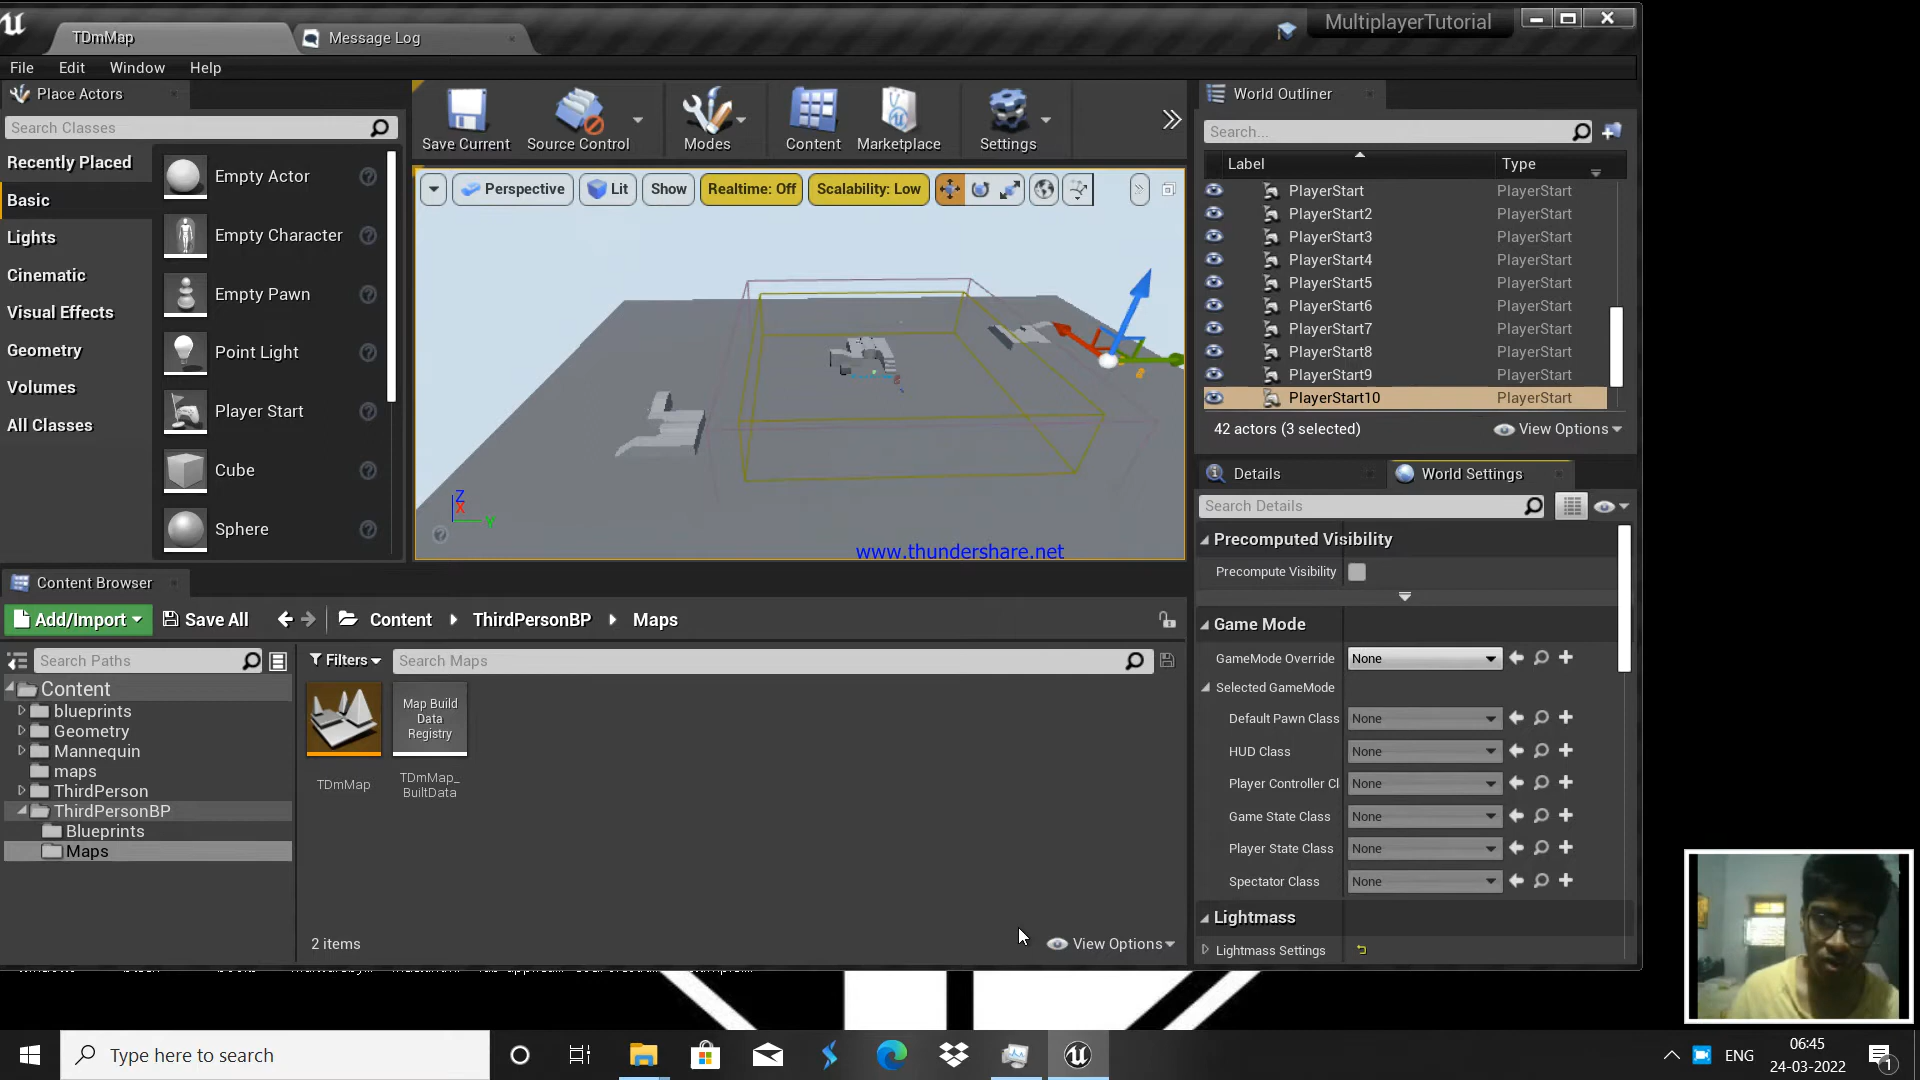 TDmMap
Message Log
MultiplayerTutorial
File Edit Window Help
Place Actors
Search Classes
Recently Placed
Basic
Lights
Cinematic
Visual Effects
Geometry
Volumes
All Classes
Empty Actor
Empty Character
Empty Pawn
Point Light
Player Start
Cube
Sphere
Save Current
Source Control
Modes
Content
Marketplace
Settings
Perspective
Lit
Show
Realtime: Off
Scalability: Low
Z
X
Y
www.thundershare.net
World Outliner
Search...
Label Type
PlayerStart PlayerStart
PlayerStart2 PlayerStart
PlayerStart3 PlayerStart
PlayerStart4 PlayerStart
PlayerStart5 PlayerStart
PlayerStart6 PlayerStart
PlayerStart7 PlayerStart
PlayerStart8 PlayerStart
PlayerStart9 PlayerStart
PlayerStart10 PlayerStart
42 actors (3 selected)
View Options
Details
World Settings
Search Details
Precomputed Visibility
Precompute Visibility
Game Mode
GameMode Override None
Selected GameMode
Default Pawn Class None
HUD Class None
Player Controller Cl None
Game State Class None
Player State Class None
Spectator Class None
Lightmass
Lightmass Settings
Content Browser
Add/Import
Save All
Content
ThirdPersonBP
Maps
Search Paths
Filters
Search Maps
Content
blueprints
Geometry
Mannequin
maps
ThirdPerson
ThirdPersonBP
Blueprints
Maps
Map Build
Data
Registry
TDmMap
TDmMap_
BuiltData
2 items
View Options
Type here to search
ENG
06:45
24-03-2022
1